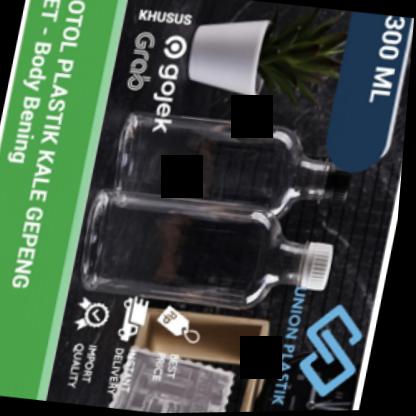 300 ML
UNION PLASTIK
KHUSUS
gojek
Grab
BEST
PRICE
INSTANT
DELIVERY
IMPORT
QUALITY
OTOL PLASTIK KALE GEPENG
ET - Body Bening